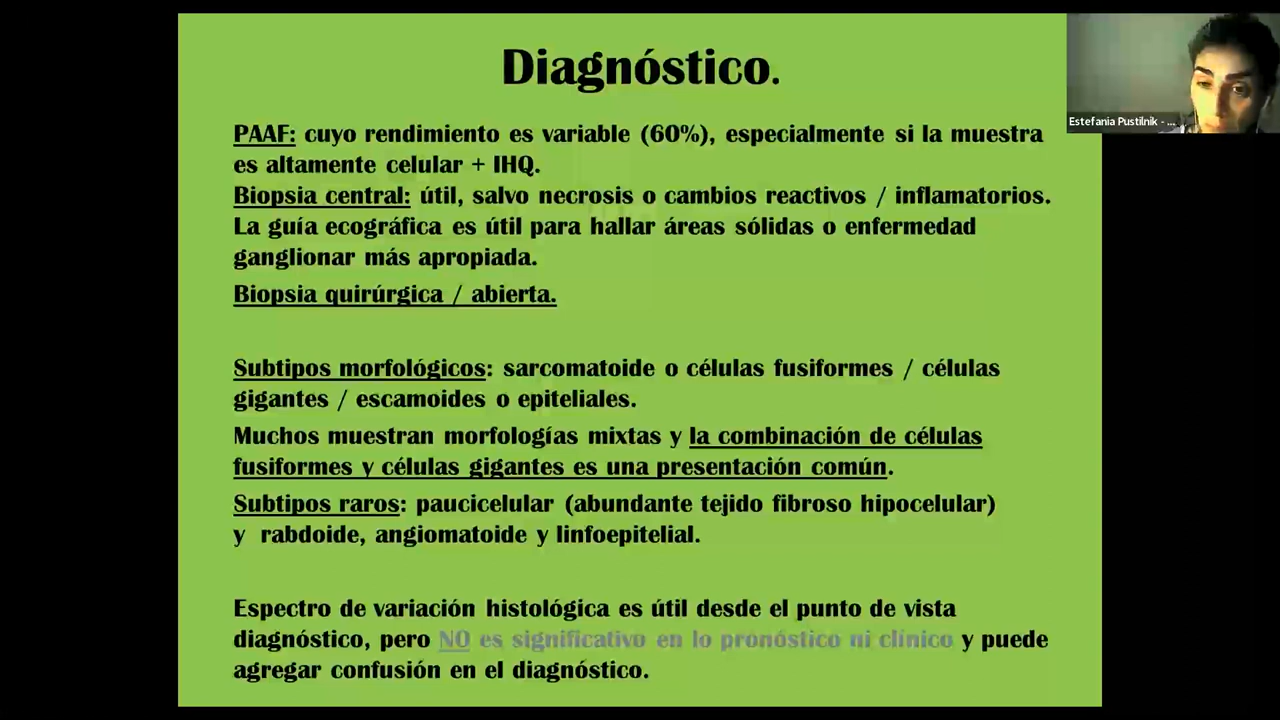 Diagnóstico.
Estefania Pustilnik - ...
PAAF: cuyo rendimiento es variable (60%), especialmente si la muestra
es altamente celular + IHQ.
Biopsia central: útil, salvo necrosis o cambios reactivos / inflamatorios.
La guía ecográfica es útil para hallar áreas sólidas o enfermedad
ganglionar más apropiada.
Biopsia quirúrgica / abierta.
Subtipos morfológicos: sarcomatoide o células fusiformes / células
gigantes / escamoides o epiteliales.
Muchos muestran morfologías mixtas y la combinación de células
fusiformes y células gigantes es una presentación común.
Subtipos raros: paucicelular (abundante tejido fibroso hipocelular)
y rabdoide, angiomatoide y linfoepitelial.
Espectro de variación histológica es útil desde el punto de vista
diagnóstico, pero NO es significativo en lo pronóstico ni clínico y puede
agregar confusión en el diagnóstico.